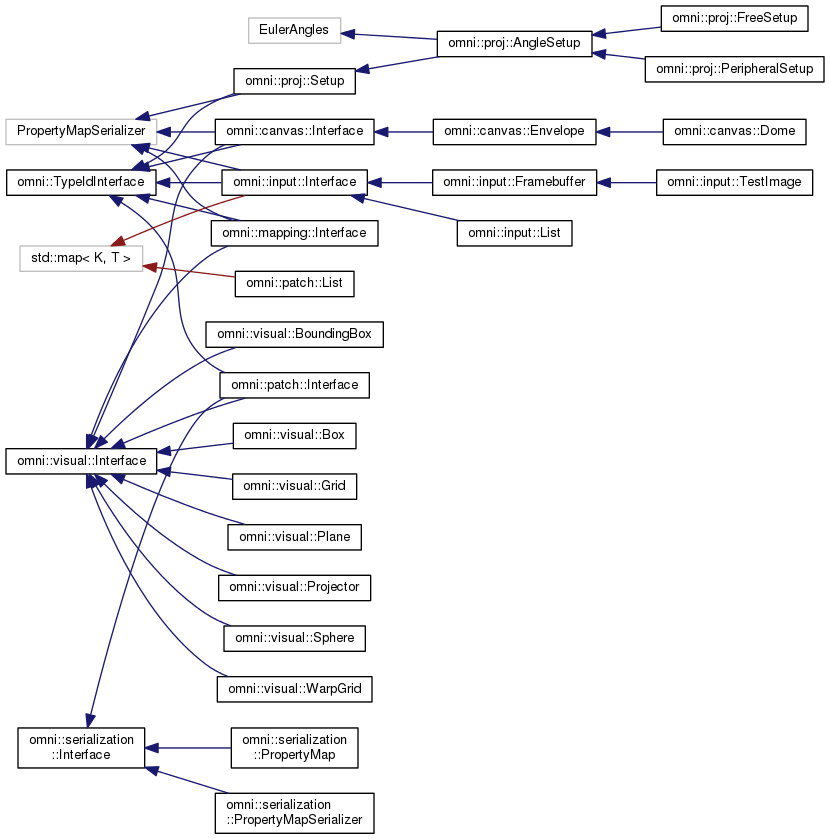 omni::proj::FreeSetup
EulerAngles
omni::proj::AngleSetup
omni::proj::PeripheralSetup
omni::proj::Setup
PropertyMapSerializer
omni::canvas::Interface
omni::canvas::Envelope
omni::canvas::Dome
omni::TypeIdInterface
omni::input::Interface
omni::input::Framebuffer
omni::input::TestImage
omni::mapping::Interface
omni::input::List
std::map< K, T >
omni::patch::List
omni::visual::BoundingBox
omni::patch::Interface
omni::visual::Box
omni::visual::Interface
omni::visual::Grid
omni::visual::Plane
omni::visual::Projector
omni::visual::Sphere
omni::visual::WarpGrid
omni::serialization
::Interface
omni::serialization
::PropertyMap
omni::serialization
::PropertyMapSerializer